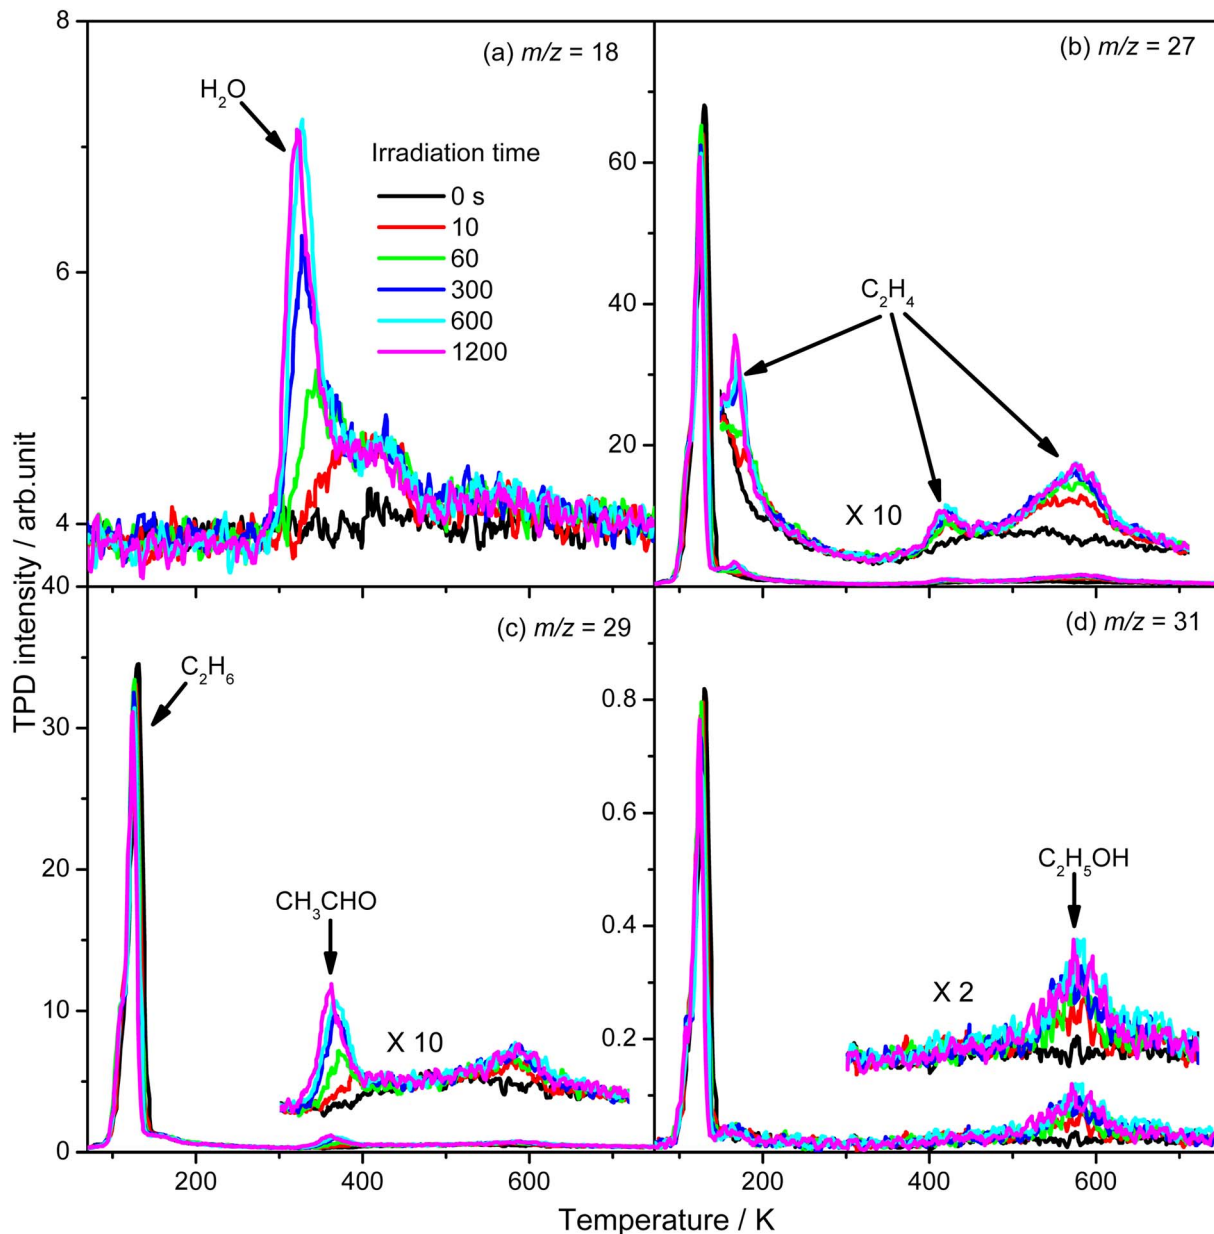 TPD intensity / arb.unit
8
6
4
(a) m/z = 18
H₂O
Irradiation time
0 s
10
60
300
600
1200
60
40
20
(b) m/z = 27
C₂H₄
X 10
40
30
20
10
0
(c) m/z = 29
C₂H₆
CH₃CHO
X 10
200
400
600
0.8
0.6
0.4
0.2
0.0
(d) m/z = 31
C₂H₅OH
X 2
200
400
600
Temperature / K